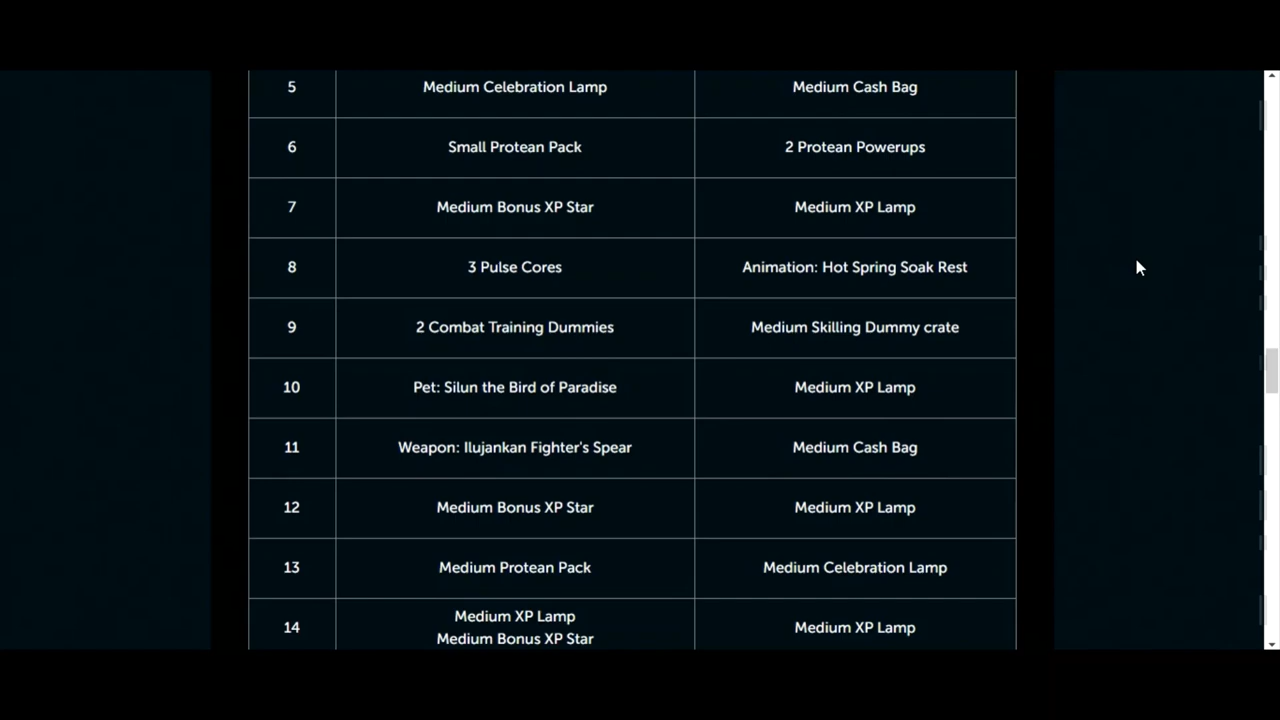 5 Medium Celebration Lamp Medium Cash Bag
6 Small Protean Pack 2 Protean Powerups
7 Medium Bonus XP Star Medium XP Lamp
8 3 Pulse Cores Animation: Hot Spring Soak Rest
9 2 Combat Training Dummies Medium Skilling Dummy crate
10 Pet: Silun the Bird of Paradise Medium XP Lamp
11 Weapon: Ilujankan Fighter's Spear Medium Cash Bag
12 Medium Bonus XP Star Medium XP Lamp
13 Medium Protean Pack Medium Celebration Lamp
14 Medium XP Lamp Medium XP Lamp
Medium Bonus XP Star